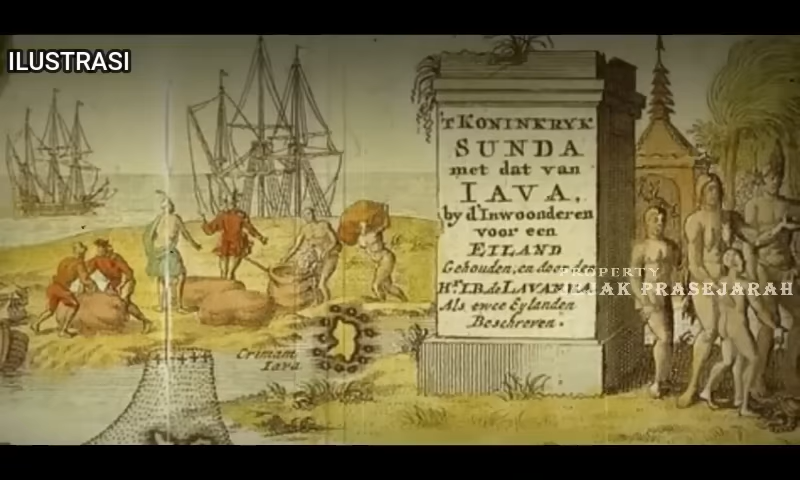 ILUSTRASI
'T KONINKRYK
SUNDA
met dat van
IAVA,
by d'Inwoonderen
voor een
EILAND
Gehouden, en door den
Hr. I.B. de LAVANHA
Als twee Eylanden
Beschreven.
Crimans
Iava
PROPERTY
JEJAK PRASEJARAH